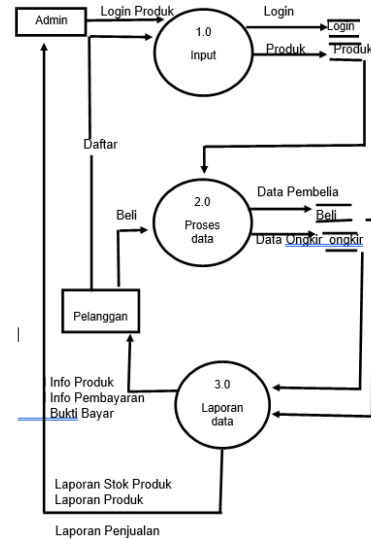 Admin
Login Produk
Login
1.0
Input
Login
Produk
Produk
Daftar
2.0
Proses
data
Data Pembelia
Beli
Beli
Data Ongkir
ongkir
Pelanggan
3.0
Laporan
data
Info Produk
Info Pembayaran
Bukti Bayar
Laporan Stok Produk
Laporan Produk
Laporan Penjualan